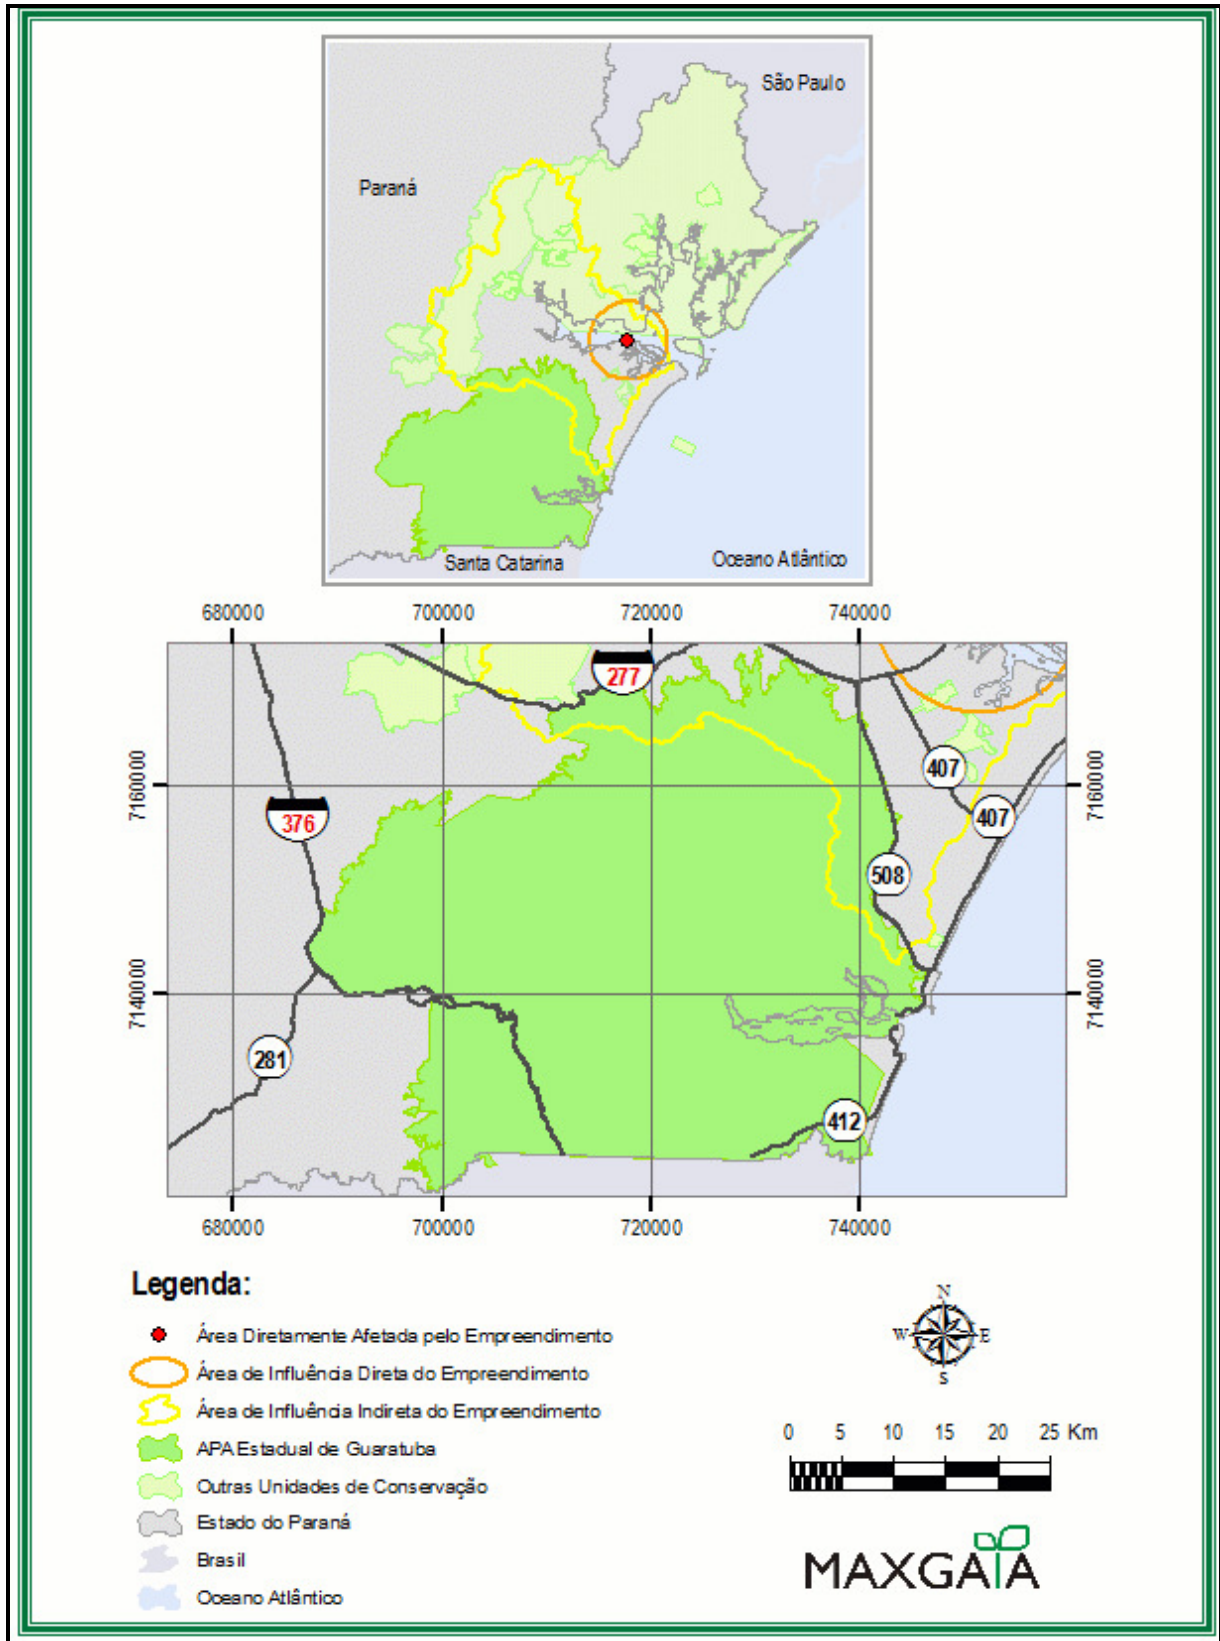 São Paulo
Paraná
Santa Catarina
Oceano Atlântico
680000 700000 720000 740000
277
7160000 7160000
407
376
407
508
7140000 7140000
281
412
680000 700000 720000 740000
Legenda:
Área Diretamente Afetada pelo Empreendimento
Área de Influência Direta do Empreendimento
Área de Influência Indireta do Empreendimento
APA Estadual de Guaratuba
Outras Unidades de Conservação
Estado do Paraná
Brasil
Oceano Atlântico
N
W E
S
0 5 10 15 20 25 Km
MAXGAIA